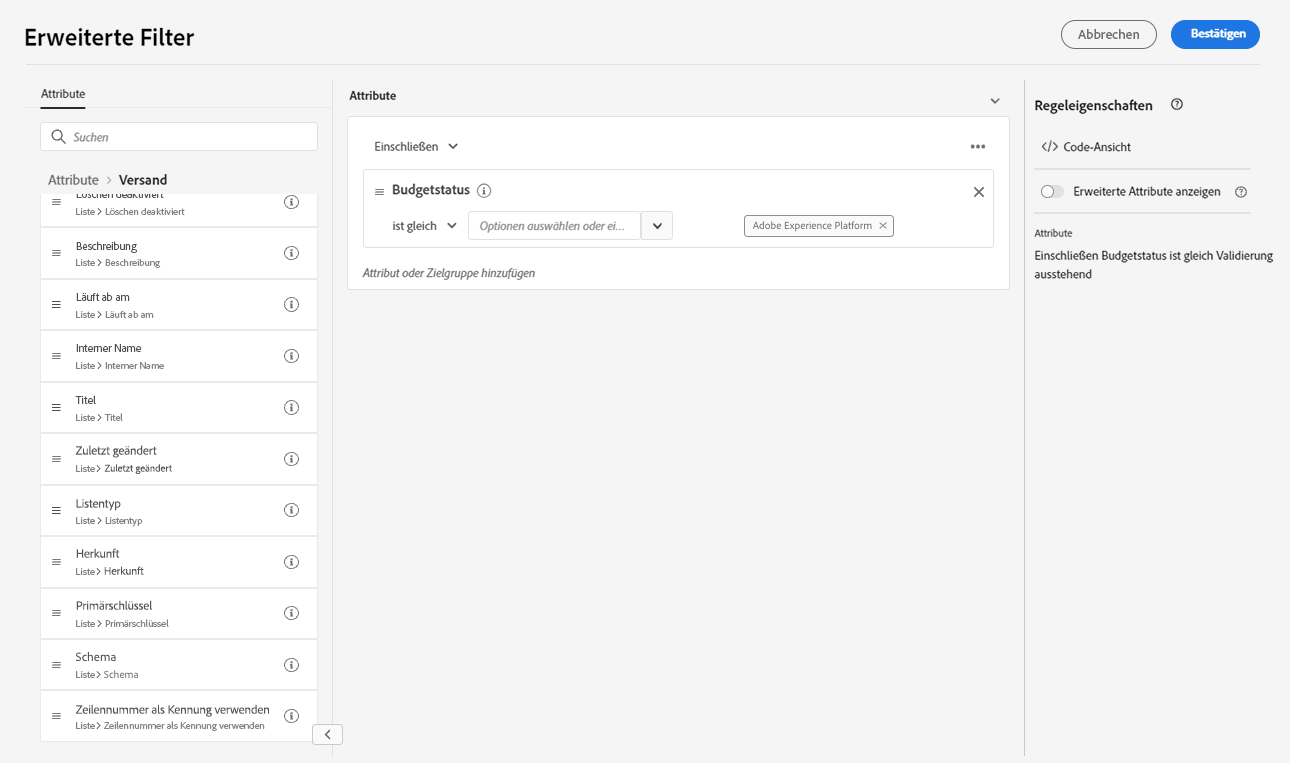 Erweiterte Filter
Abbrechen
Bestätigen
Attribute
Suchen
Attribute > Versand
Löschen deaktiviert
Liste > Löschen deaktiviert
Beschreibung
Liste > Beschreibung
Läuft ab am
Liste > Läuft ab am
Interner Name
Liste > Interner Name
Titel
Liste > Titel
Zuletzt geändert
Liste > Zuletzt geändert
Listentyp
Liste > Listentyp
Herkunft
Liste > Herkunft
Primärschlüssel
Liste > Primärschlüssel
Schema
Liste > Schema
Zeilennummer als Kennung verwenden
Liste > Zeilennummer als Kennung verwenden
Attribute
Einschließen
Budgetstatus
ist gleich
Optionen auswählen oder ei...
Adobe Experience Platform
Attribut oder Zielgruppe hinzufügen
Regeleigenschaften
</> Code-Ansicht
Erweiterte Attribute anzeigen
Attribute
Einschließen Budgetstatus ist gleich Validierung
ausstehend